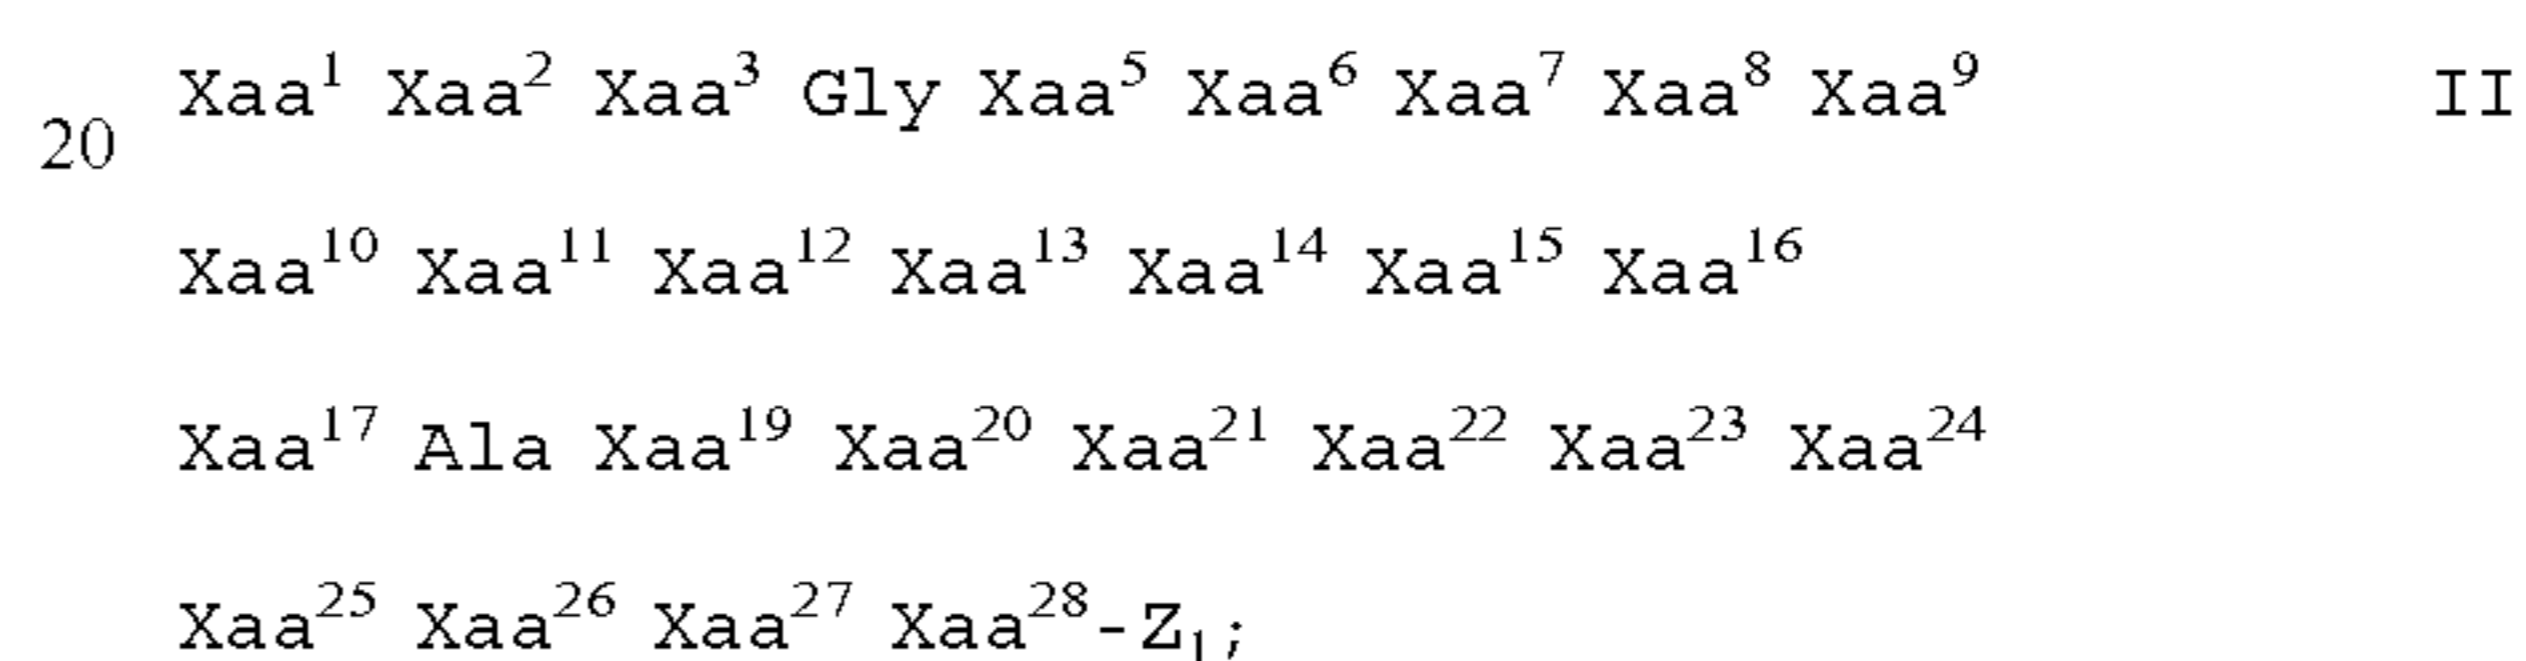 Xaa¹ Xaa² Xaa³ Gly Xaa⁵ Xaa⁶ Xaa⁷ Xaa⁸ Xaa⁹ II
20
Xaa¹⁰ Xaa¹¹ Xaa¹² Xaa¹³ Xaa¹⁴ Xaa¹⁵ Xaa¹⁶
Xaa¹⁷ Ala Xaa¹⁹ Xaa²⁰ Xaa²¹ Xaa²² Xaa²³ Xaa²⁴
Xaa²⁵ Xaa²⁶ Xaa²⁷ Xaa²⁸-Z₁;